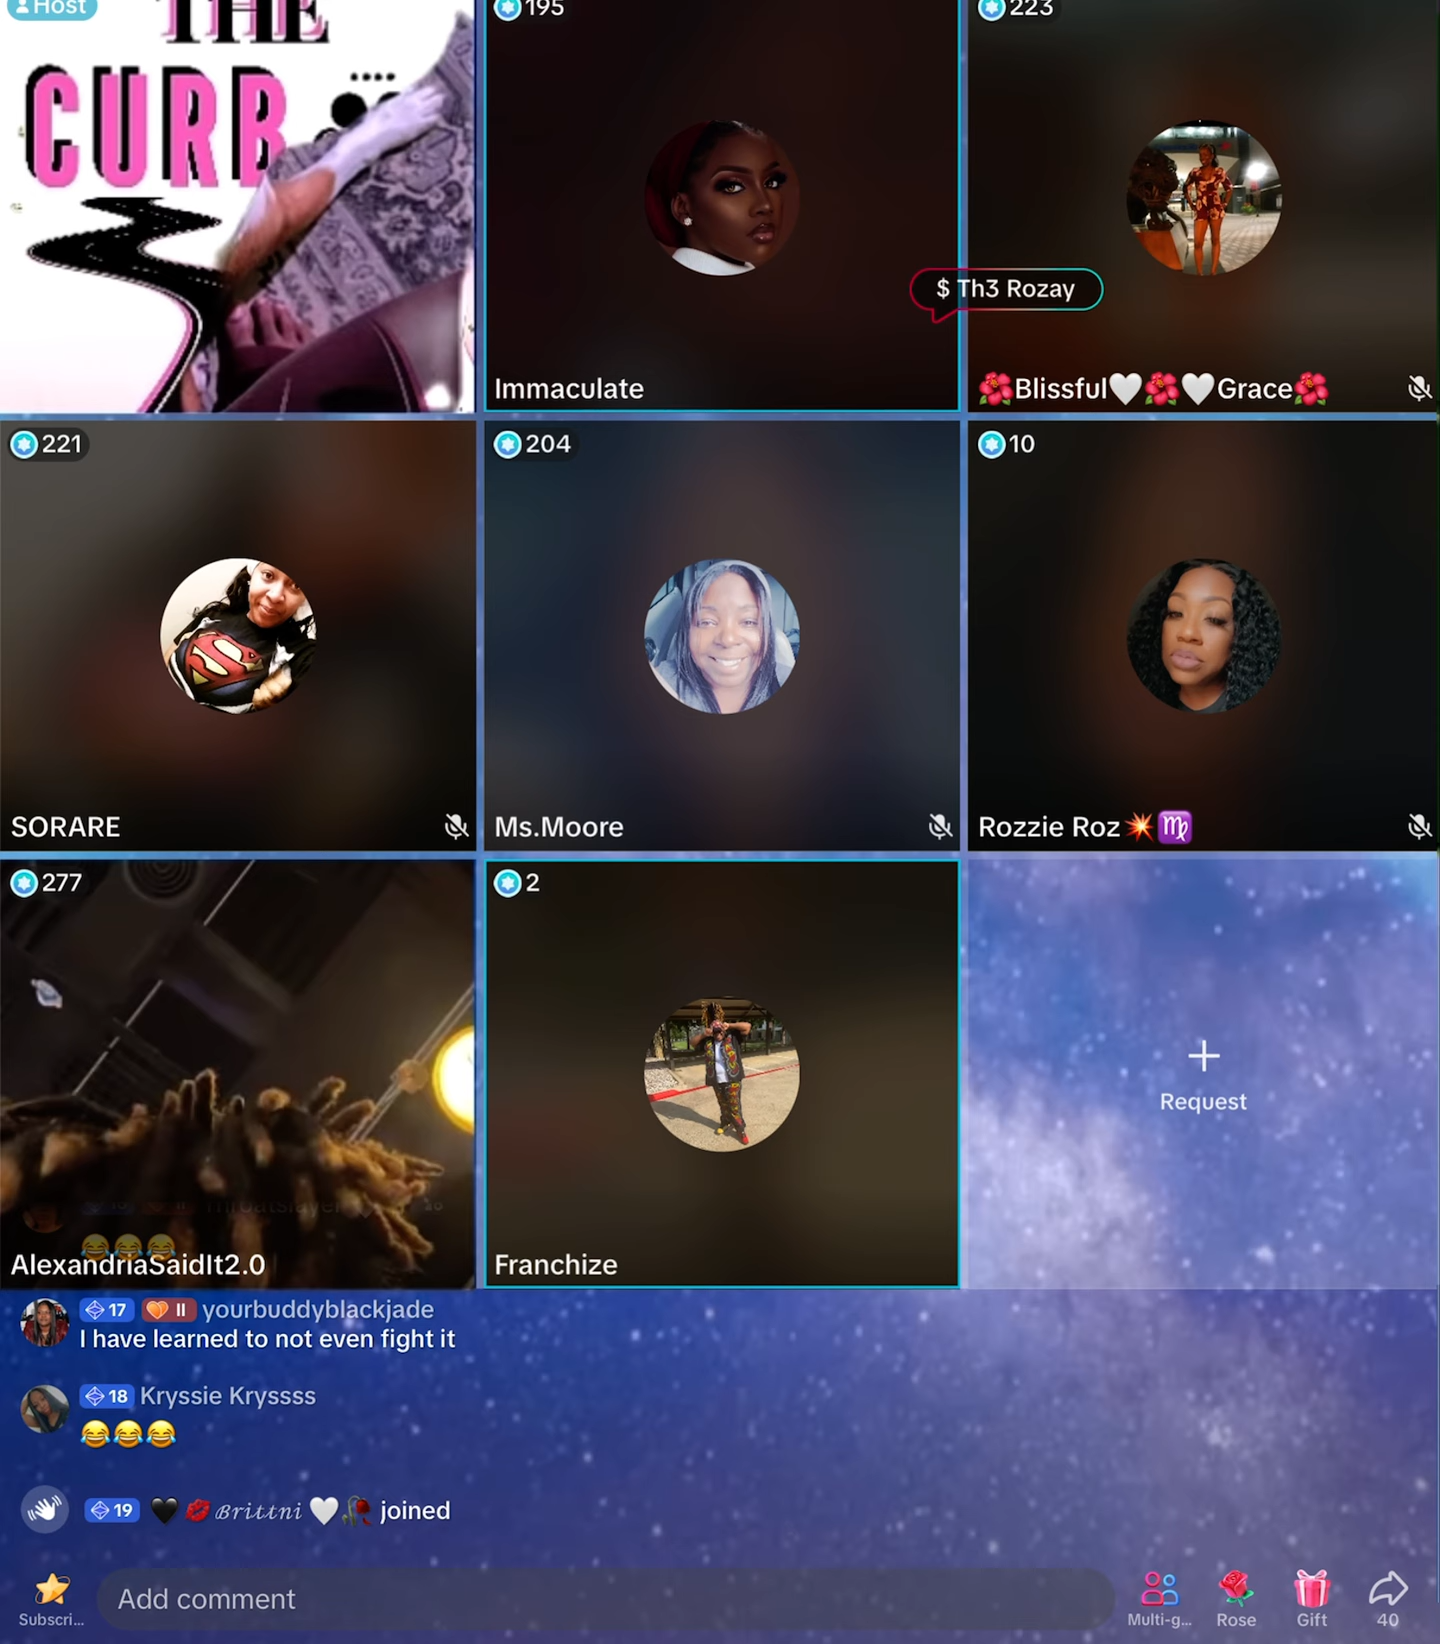 Host
THE
CURB
195
223
$ Th3 Rozay
Immaculate
🌺Blissful🤍🌺🤍Grace🌺
221
204
10
SORARE
Ms.Moore
Rozzie Roz💥♍
277
2
Request
AlexandriaSaidIt2.0
Franchize
17 II yourbuddyblackjade
I have learned to not even fight it
18 Kryssie Kryssss
😂😂😂
19 🖤💋𝓑𝓻𝓲𝓽𝓽𝓷𝓲🤍🥀 joined
Add comment
Subscri...
Multi-g...
Rose
Gift
40